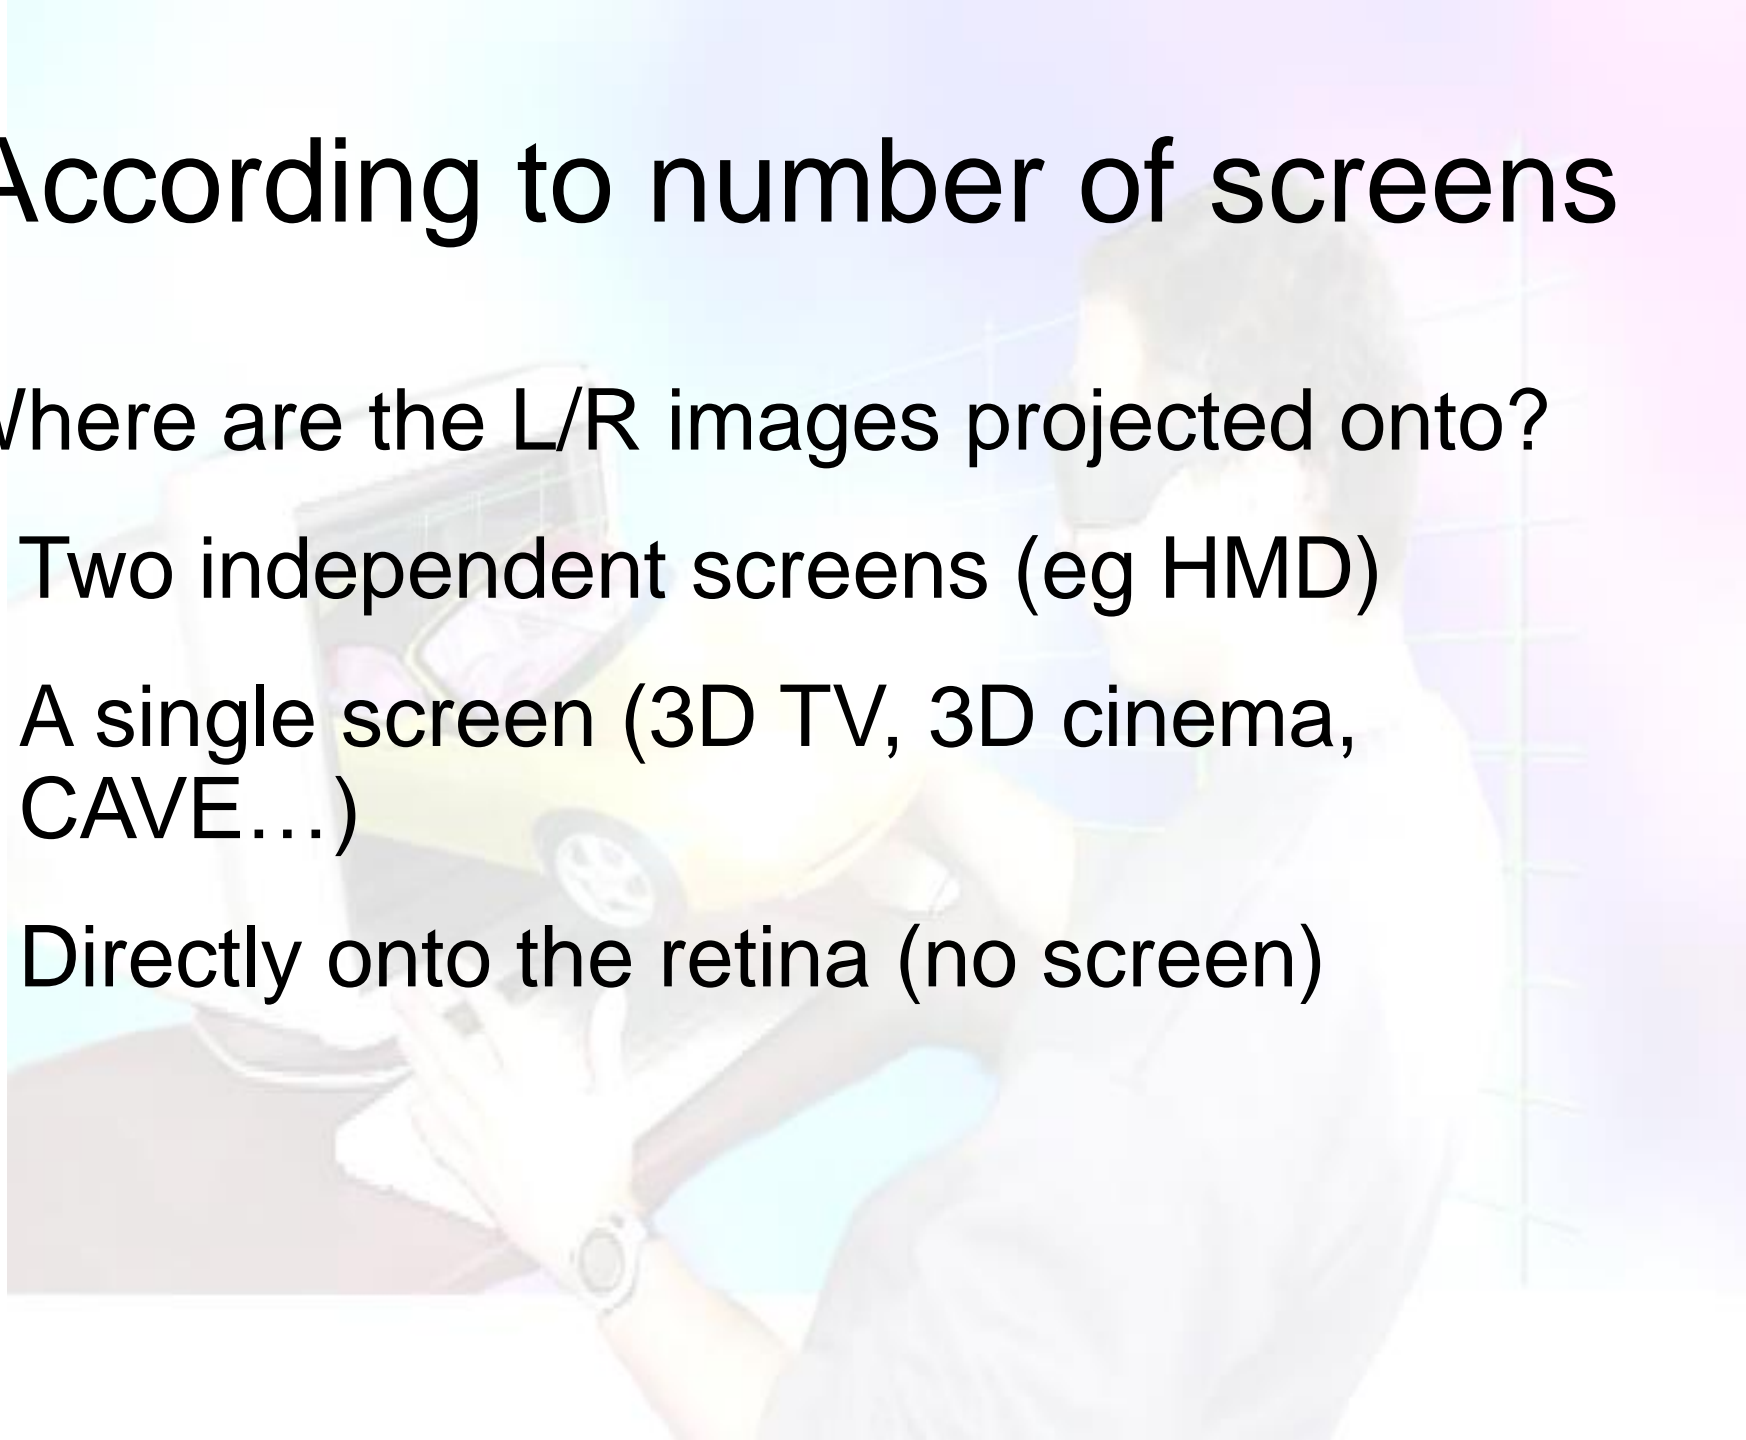 According to number of screens
Where are the L/R images projected onto?
Two independent screens (eg HMD)
A single screen (3D TV, 3D cinema,
CAVE…)
Directly onto the retina (no screen)